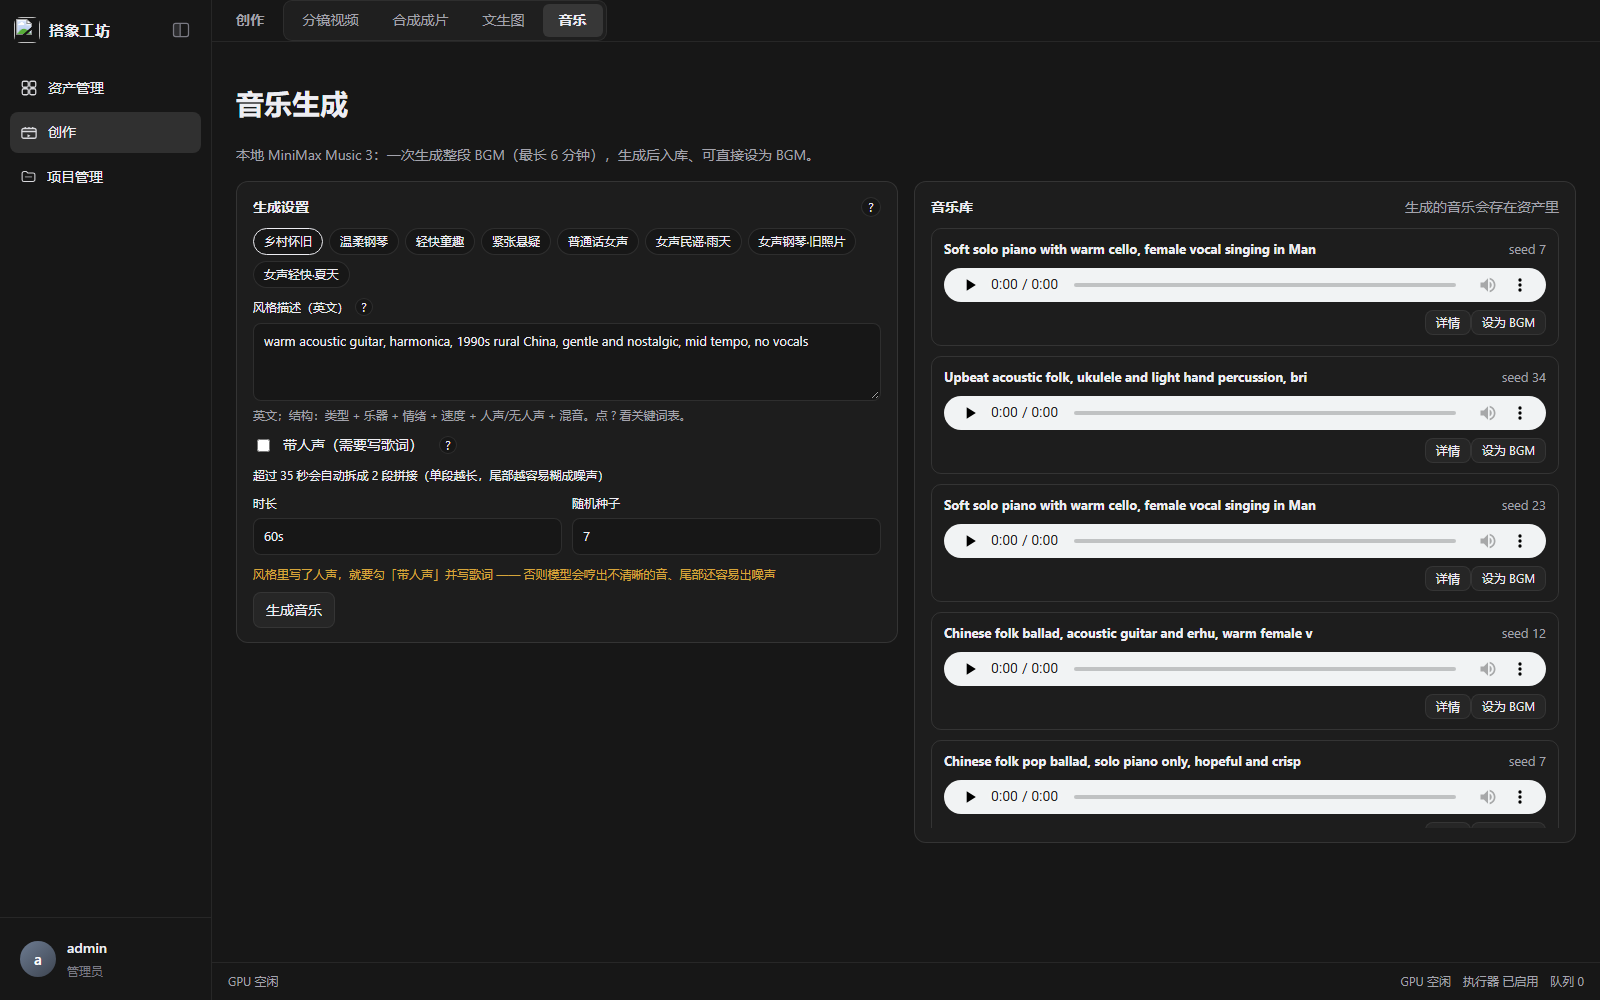 搭象工坊
资产管理
创作
项目管理
admin
管理员
a
创作 分镜视频 合成成片 文生图 音乐
音乐生成
本地 MiniMax Music 3：一次生成整段 BGM（最长 6 分钟），生成后入库、可直接设为 BGM。
生成设置 ?
乡村怀旧 温柔钢琴 轻快童趣 紧张悬疑 普通话女声 女声民谣·雨天 女声钢琴·旧照片
女声轻快·夏天
风格描述（英文） ?
warm acoustic guitar, harmonica, 1990s rural China, gentle and nostalgic, mid tempo, no vocals
英文；结构：类型 + 乐器 + 情绪 + 速度 + 人声/无人声 + 混音。点 ? 看关键词表。
带人声（需要写歌词） ?
超过 35 秒会自动拆成 2 段拼接（单段越长，尾部越容易糊成噪声）
时长 随机种子
60s 7
风格里写了人声，就要勾「带人声」并写歌词 —— 否则模型会哼出不清晰的音、尾部还容易出噪声
生成音乐
音乐库 生成的音乐会存在资产里
Soft solo piano with warm cello, female vocal singing in Man seed 7
0:00 / 0:00
详情 设为 BGM
Upbeat acoustic folk, ukulele and light hand percussion, bri seed 34
0:00 / 0:00
详情 设为 BGM
Soft solo piano with warm cello, female vocal singing in Man seed 23
0:00 / 0:00
详情 设为 BGM
Chinese folk ballad, acoustic guitar and erhu, warm female v seed 12
0:00 / 0:00
详情 设为 BGM
Chinese folk pop ballad, solo piano only, hopeful and crisp seed 7
0:00 / 0:00
GPU 空闲
GPU 空闲 执行器 已启用 队列 0